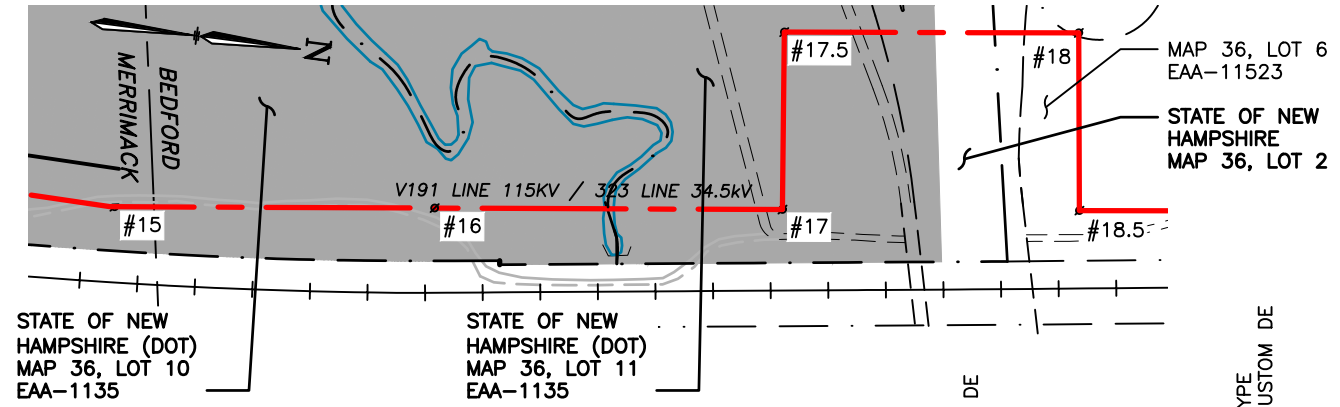 N
BEDFORD
MERRIMACK
#17.5
#18
MAP 36, LOT 6
EAA-11523
STATE OF NEW
HAMPSHIRE
MAP 36, LOT 2
V191 LINE 115KV / 323 LINE 34.5kV
#15
#16
#17
#18.5
STATE OF NEW
HAMPSHIRE (DOT)
MAP 36, LOT 10
EAA-1135
STATE OF NEW
HAMPSHIRE (DOT)
MAP 36, LOT 11
EAA-1135
DE
YPE
USTOM DE